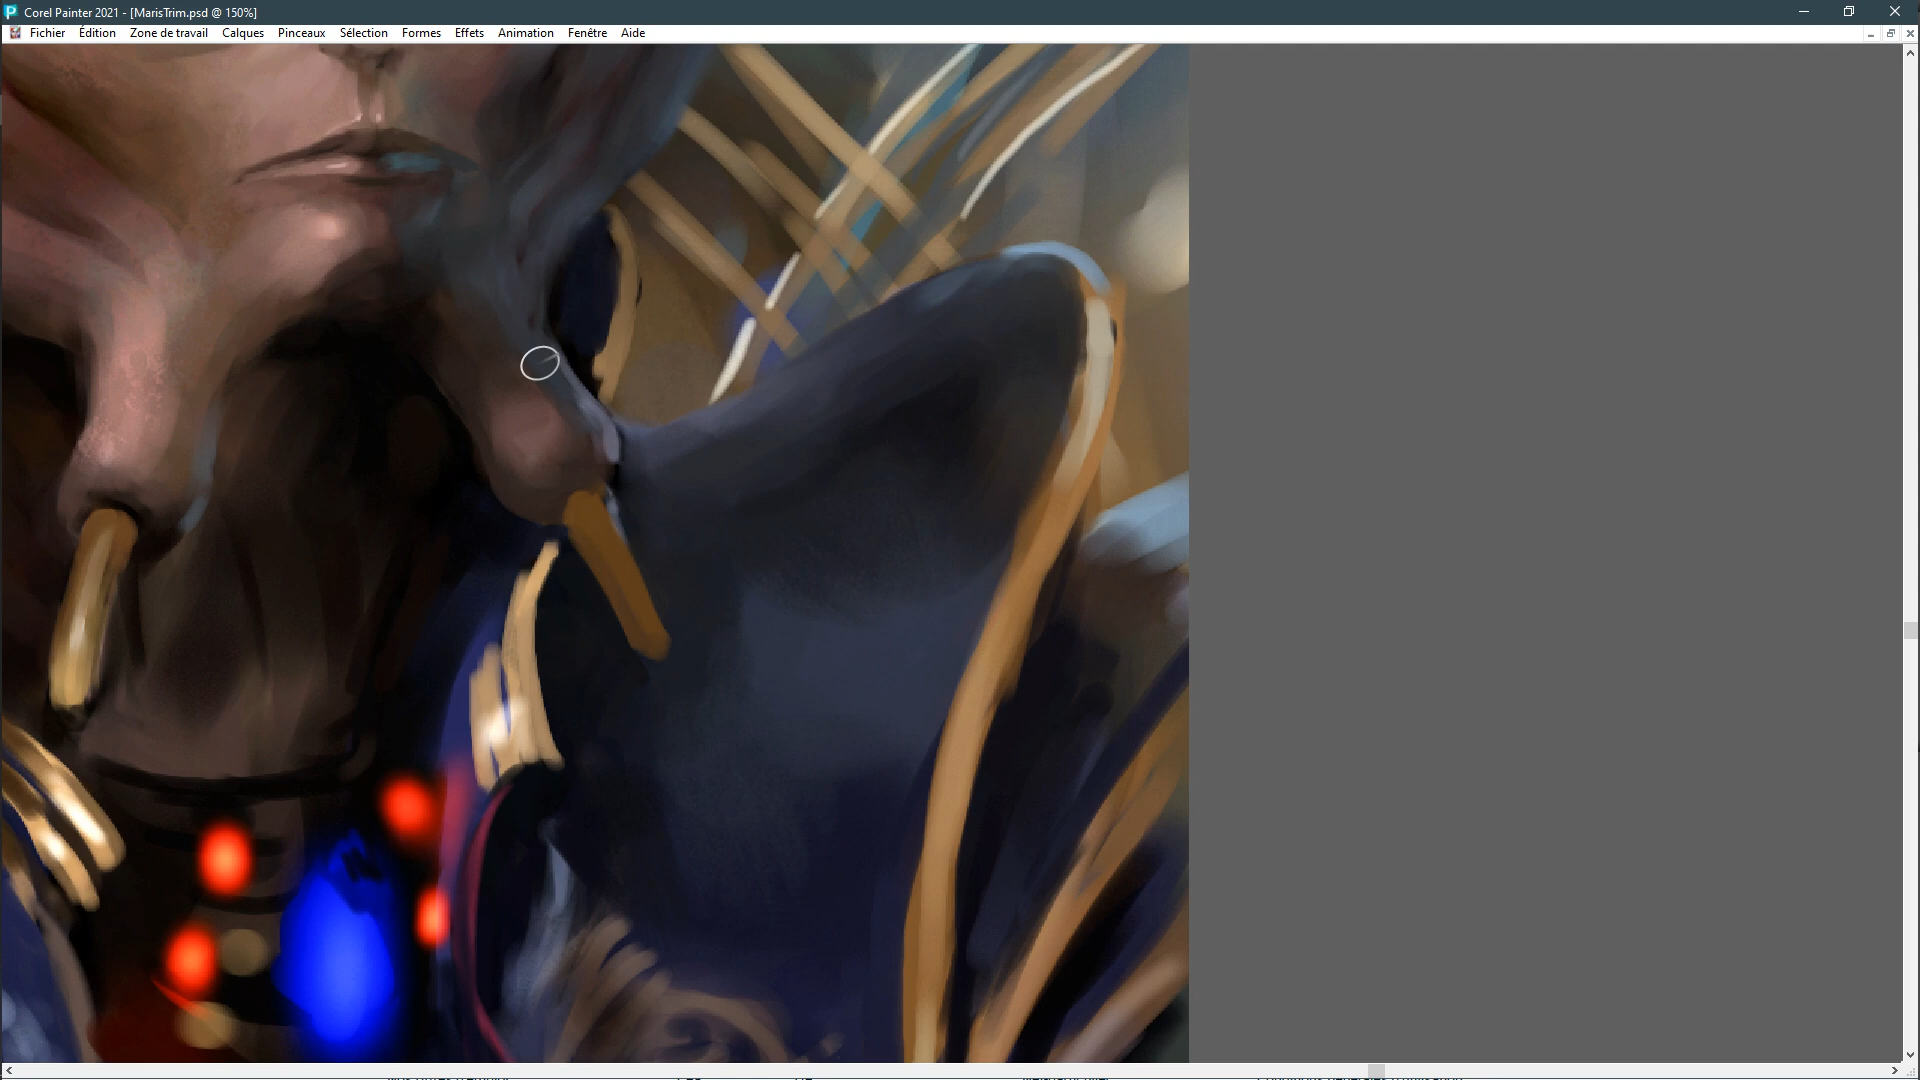 Corel Painter 2021 - [MarisTrim.psd @ 150%]
Fichier Édition Zone de travail Calques Pinceaux Sélection Formes Effets Animation Fenêtre Aide